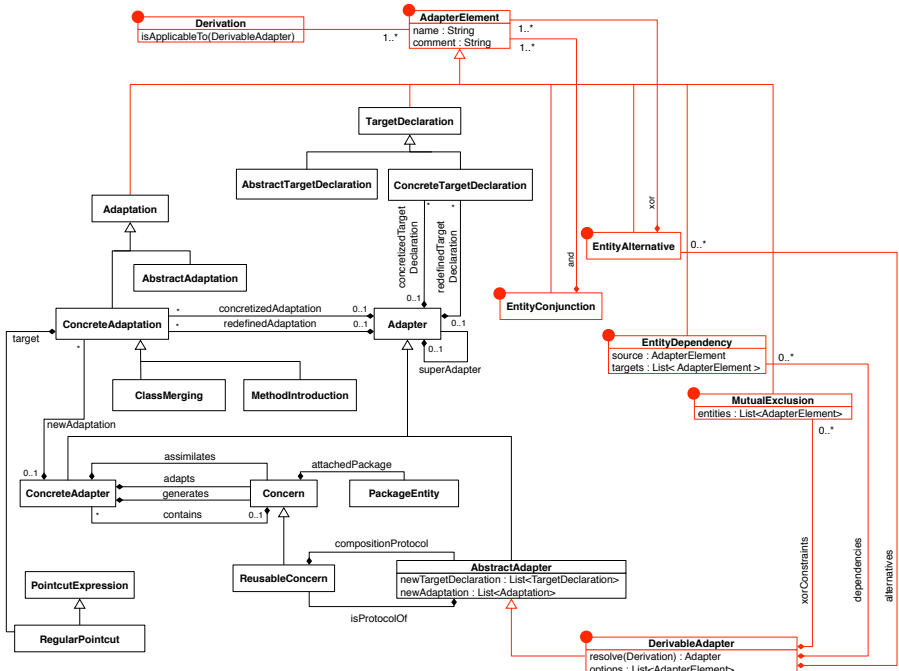 Derivation
isApplicableTo(DerivableAdapter)
1..*
AdapterElement
name : String
comment : String
1..*
1..*
TargetDeclaration
AbstractTargetDeclaration
ConcreteTargetDeclaration
Adaptation
AbstractAdaptation
concretizedTarget
Declaration
*
redefinedTarget
Declaration
*
xor
and
EntityAlternative
0..*
EntityConjunction
ConcreteAdaptation
*
concretizedAdaptation
0..1
*
redefinedAdaptation
0..1
0..1
Adapter
0..1
0..1
superAdapter
target
*
ClassMerging
MethodIntroduction
EntityDependency
source : AdapterElement
targets : List< AdapterElement >
0..*
MutualExclusion
entities : List<AdapterElement>
0..*
newAdaptation
0..1
ConcreteAdapter
*
assimilates
adapts
generates
contains
0..1
Concern
attachedPackage
PackageEntity
compositionProtocol
ReusableConcern
isProtocolOf
AbstractAdapter
newTargetDeclaration : List<TargetDeclaration>
newAdaptation : List<Adaptation>
PointcutExpression
RegularPointcut
xorConstraints
dependencies
alternatives
DerivableAdapter
resolve(Derivation) : Adapter
options : List<AdapterElement>